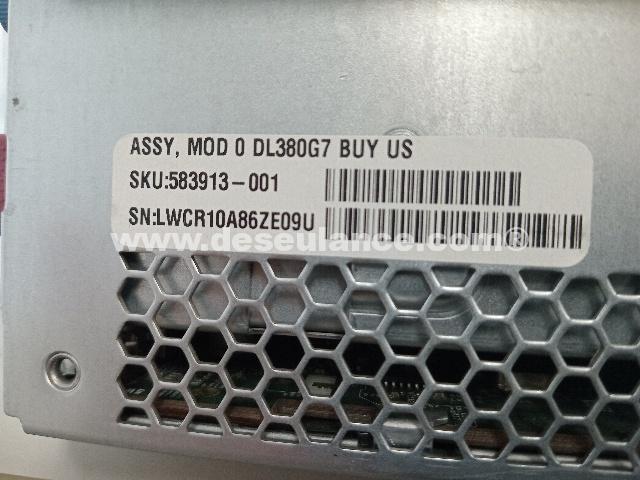 ASSY, MOD 0 DL380G7 BUY US
SKU:583913-001
SN:LWCR10A86ZE09U
www.deseulance.com®